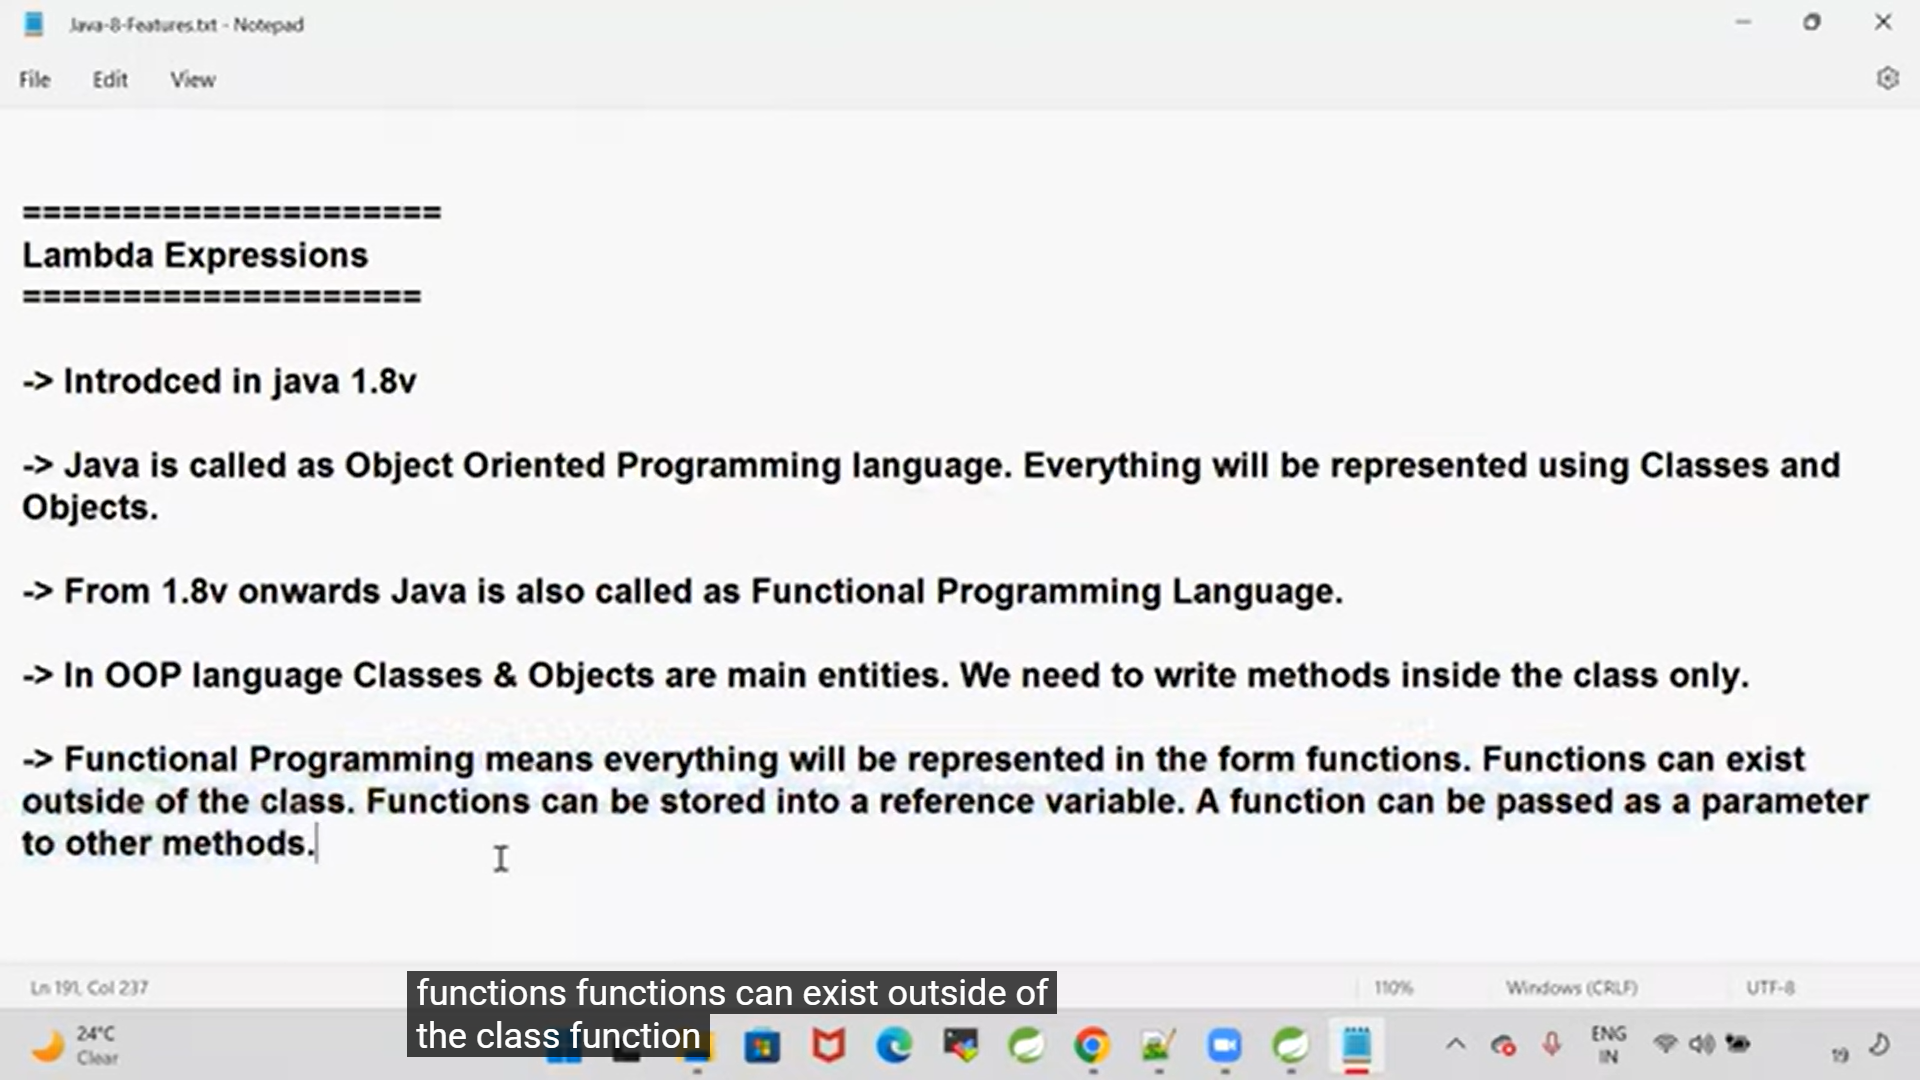 Java-8-Features.txt - Notepad
File Edit View
=====================
Lambda Expressions
====================
-> Introdced in java 1.8v
-> Java is called as Object Oriented Programming language. Everything will be represented using Classes and
Objects.
-> From 1.8v onwards Java is also called as Functional Programming Language.
-> In OOP language Classes & Objects are main entities. We need to write methods inside the class only.
-> Functional Programming means everything will be represented in the form functions. Functions can exist
outside of the class. Functions can be stored into a reference variable. A function can be passed as a parameter
to other methods.
Ln 191, Col 237 110% Windows (CRLF) UTF-8
functions functions can exist outside of
the class function
24°C
Clear
ENG
IN
19